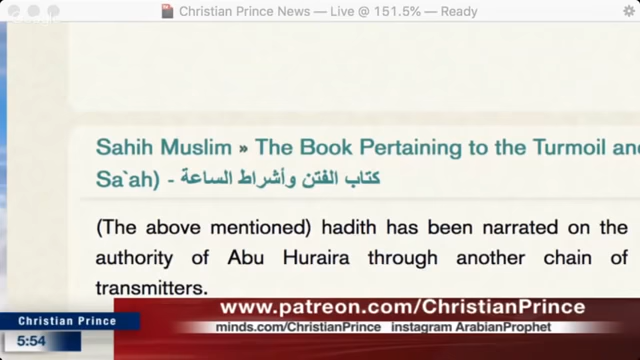 Christian Prince News — Live @ 151.5% — Ready
Sahih Muslim » The Book Pertaining to the Turmoil and
Sa`ah) - كتاب الفتن وأشراط الساعة
(The above mentioned) hadith has been narrated on the
authority of Abu Huraira through another chain of
transmitters.
www.patreon.com/ChristianPrince
Christian Prince
minds.com/ChristianPrince instagram ArabianProphet
5:54